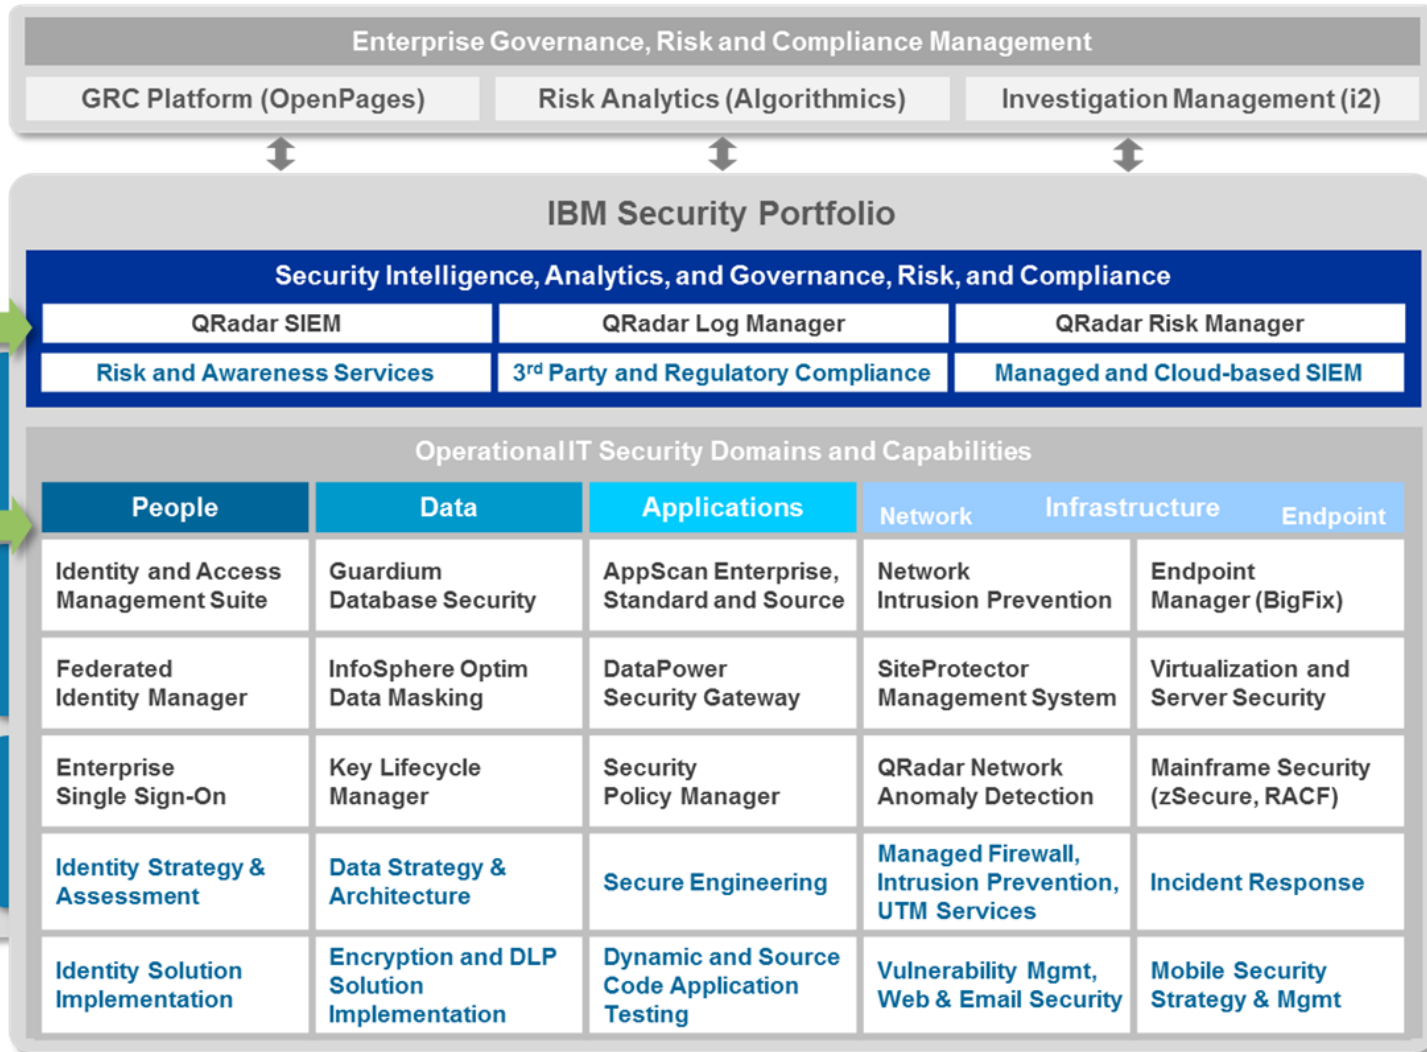 Enterprise Governance, Risk and Compliance Management
GRC Platform (OpenPages)
Risk Analytics (Algorithmics)
Investigation Management (i2)
IBM Security Portfolio
Security Intelligence, Analytics, and Governance, Risk, and Compliance
QRadar SIEM
QRadar Log Manager
QRadar Risk Manager
Risk and Awareness Services
3rd Party and Regulatory Compliance
Managed and Cloud-based SIEM
Operational IT Security Domains and Capabilities
People
Data
Applications
Network
Infrastructure
Endpoint
Identity and Access
Management Suite
Guardium
Database Security
AppScan Enterprise,
Standard and Source
Network
Intrusion Prevention
Endpoint
Manager (BigFix)
Federated
Identity Manager
InfoSphere Optim
Data Masking
DataPower
Security Gateway
SiteProtector
Management System
Virtualization and
Server Security
Enterprise
Single Sign-On
Key Lifecycle
Manager
Security
Policy Manager
QRadar Network
Anomaly Detection
Mainframe Security
(zSecure, RACF)
Identity Strategy &
Assessment
Data Strategy &
Architecture
Secure Engineering
Managed Firewall,
Intrusion Prevention,
UTM Services
Incident Response
Identity Solution
Implementation
Encryption and DLP
Solution
Implementation
Dynamic and Source
Code Application
Testing
Vulnerability Mgmt,
Web & Email Security
Mobile Security
Strategy & Mgmt